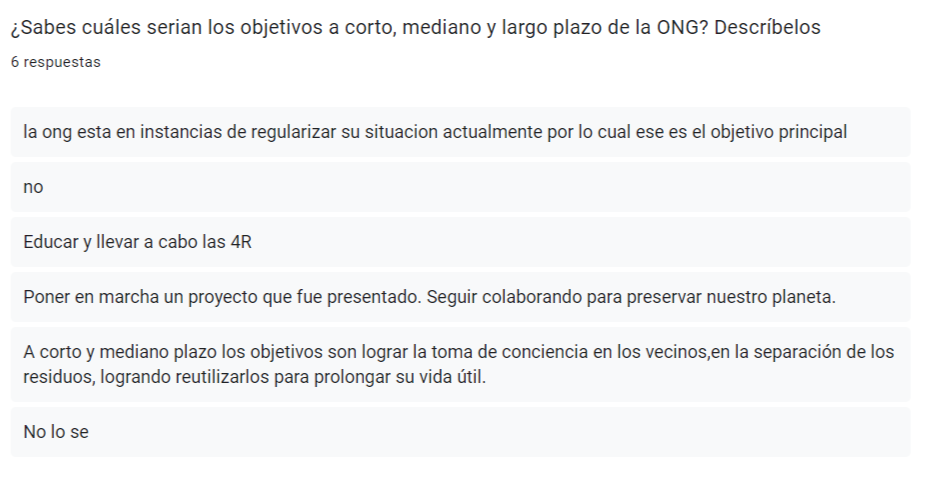 ¿Sabes cuáles serian los objetivos a corto, mediano y largo plazo de la ONG? Descríbelos
6 respuestas
la ong esta en instancias de regularizar su situacion actualmente por lo cual ese es el objetivo principal
no
Educar y llevar a cabo las 4R
Poner en marcha un proyecto que fue presentado. Seguir colaborando para preservar nuestro planeta.
A corto y mediano plazo los objetivos son lograr la toma de conciencia en los vecinos,en la separación de los
residuos, logrando reutilizarlos para prolongar su vida útil.
No lo se